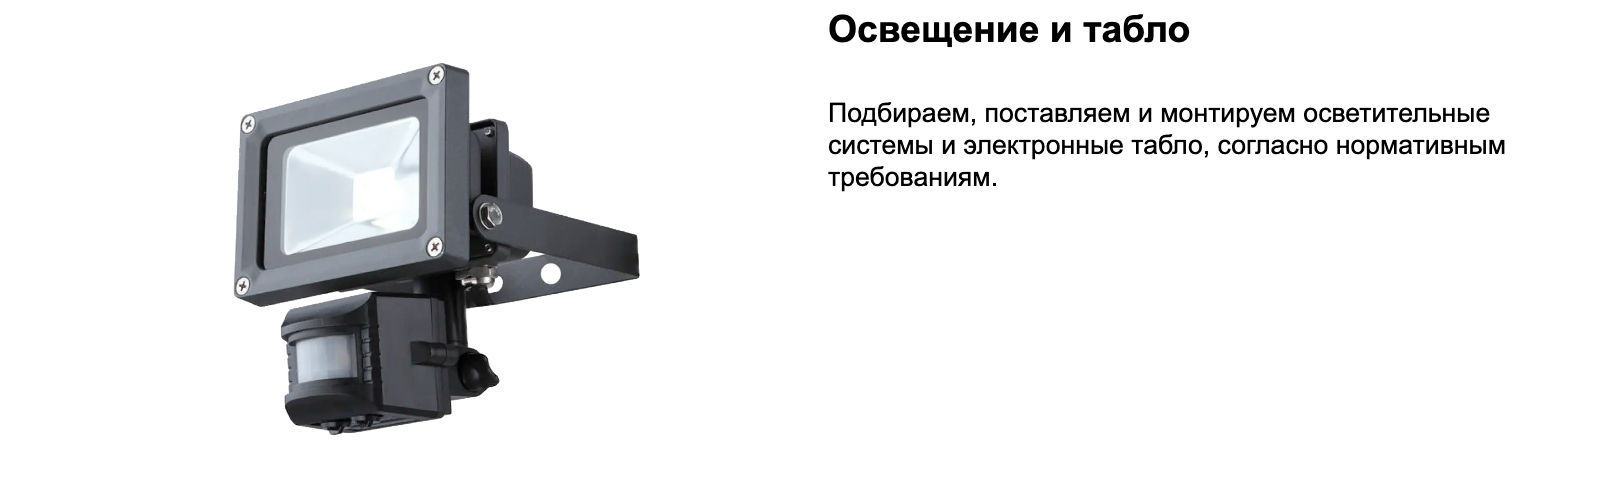 Освещение и табло
Подбираем, поставляем и монтируем осветительные
системы и электронные табло, согласно нормативным
требованиям.